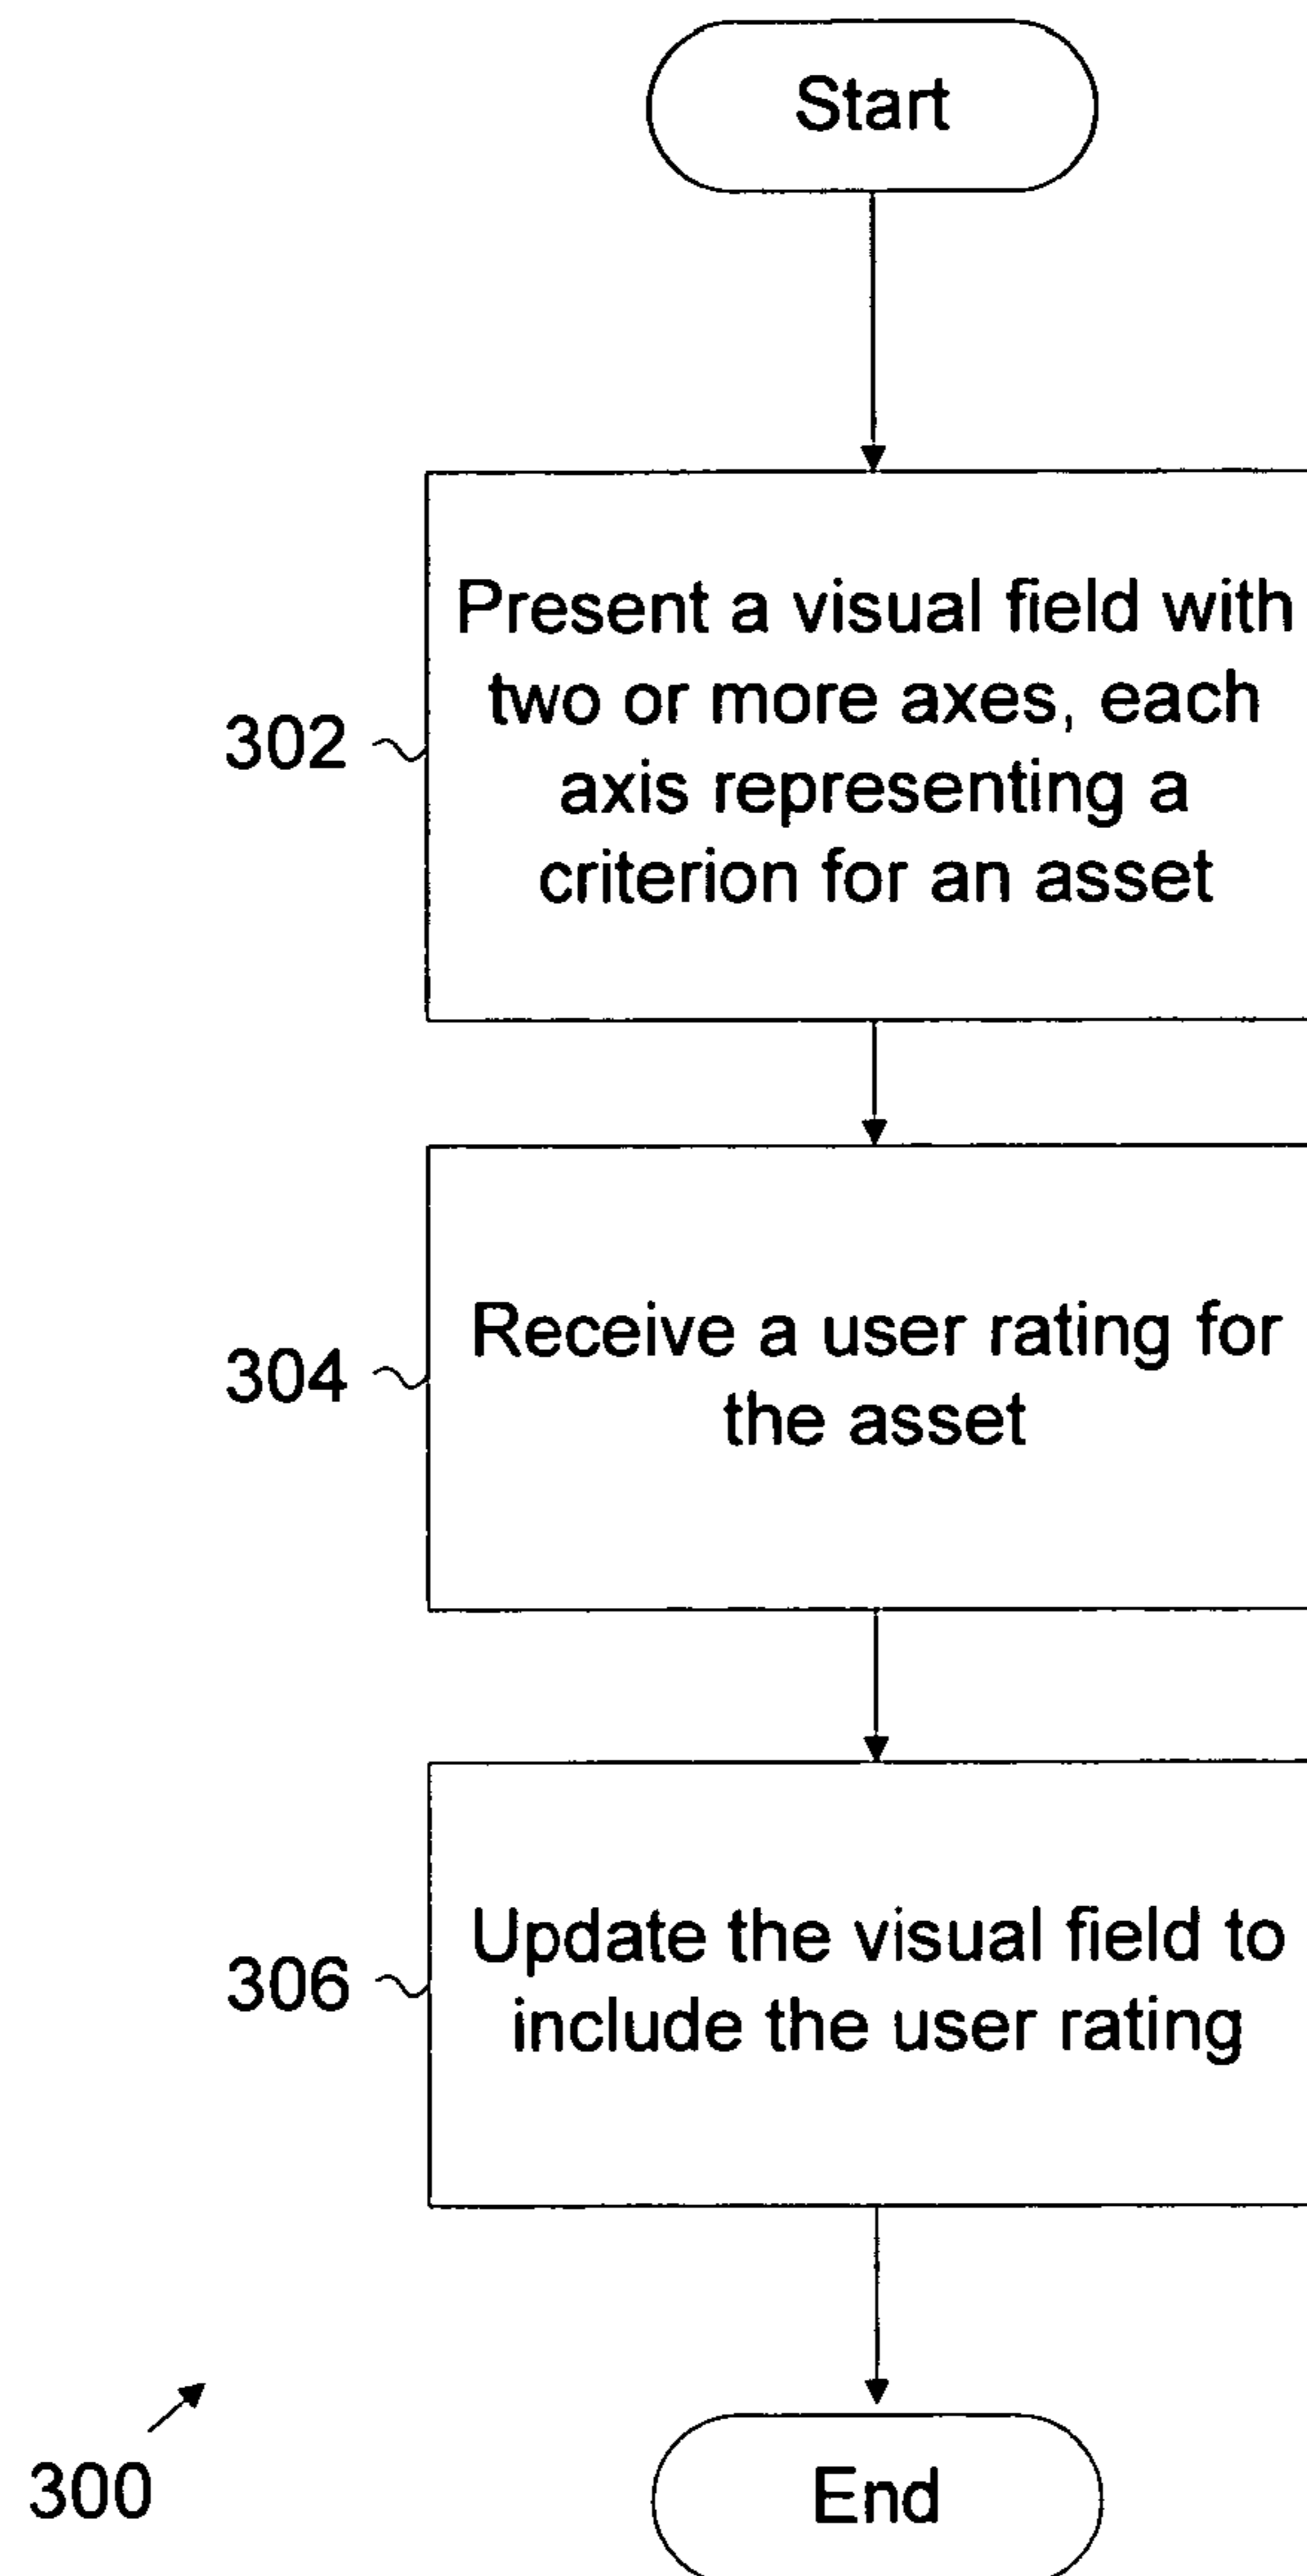 Start
Present a visual field with
two or more axes, each
axis representing a
criterion for an asset
302
Receive a user rating for
the asset
304
Update the visual field to
include the user rating
306
End
300